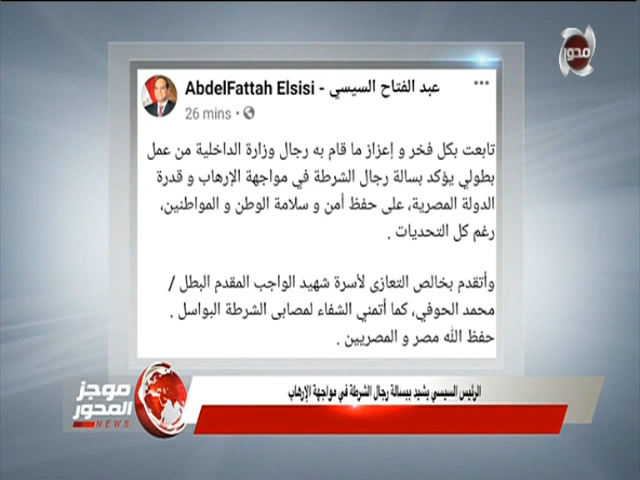 محور
AbdelFattah Elsisi - عبد الفتاح السيسي
26 mins
تابعت بكل فخر و إعزاز ما قام به رجال وزارة الداخلية من عمل
بطولي يؤكد بسالة رجال الشرطة في مواجهة الإرهاب و قدرة
الدولة المصرية، على حفظ أمن و سلامة الوطن و المواطنين،
رغم كل التحديات .
وأتقدم بخالص التعازى لأسرة شهيد الواجب المقدم البطل /
محمد الحوفي، كما أتمني الشفاء لمصابى الشرطة البواسل .
حفظ الله مصر و المصريين .
الرئيس السيسي يشيد ببسالة رجال الشرطة في مواجهة الإرهاب
موجز
المحور
NEWS